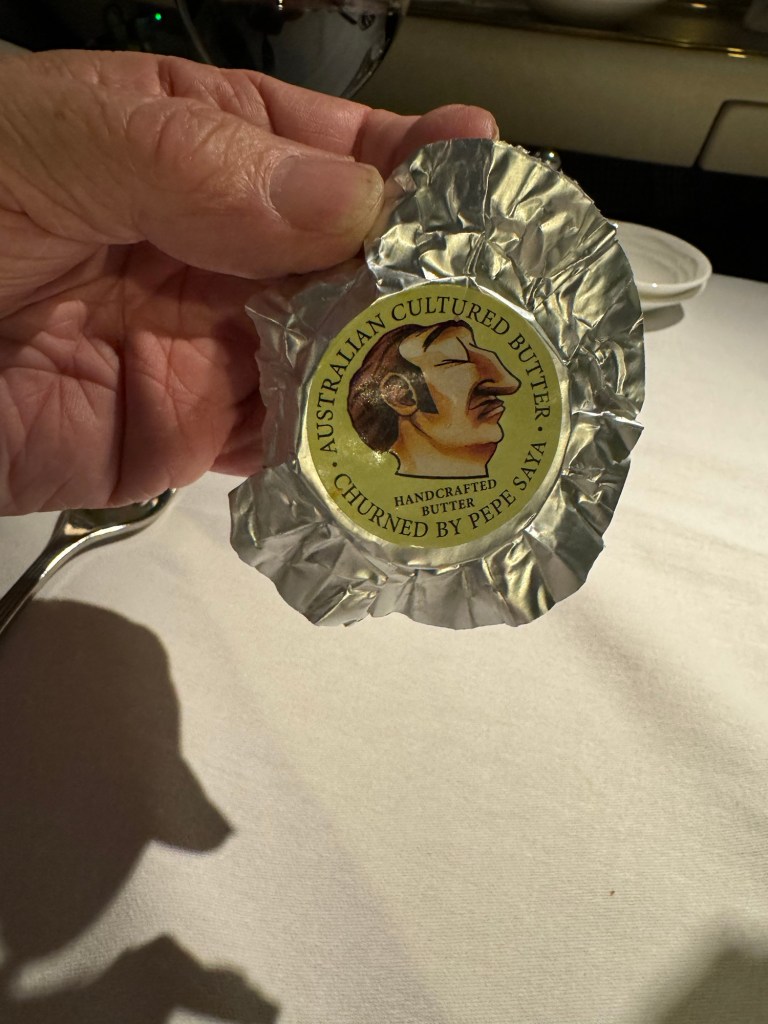 · AUSTRALIAN CULTURED BUTTER ·
HANDCRAFTED
BUTTER
CHURNED BY PEPE SAYA